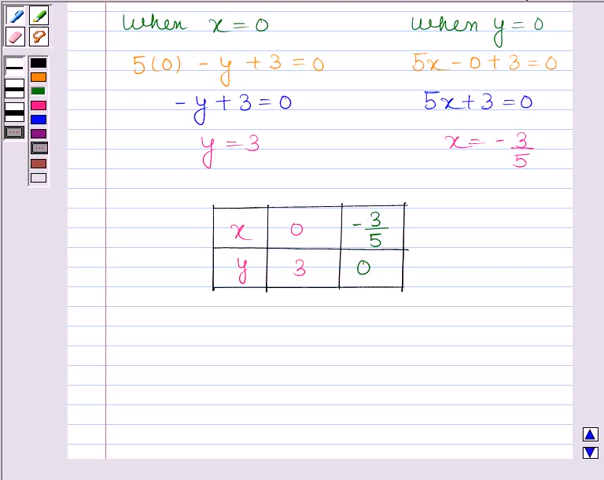 When x = 0
5(0) - y + 3 = 0
- y + 3 = 0
y = 3
When y = 0
5x - 0 + 3 = 0
5x + 3 = 0
x = - 3/5
x 0 - 3/5
y 3 0